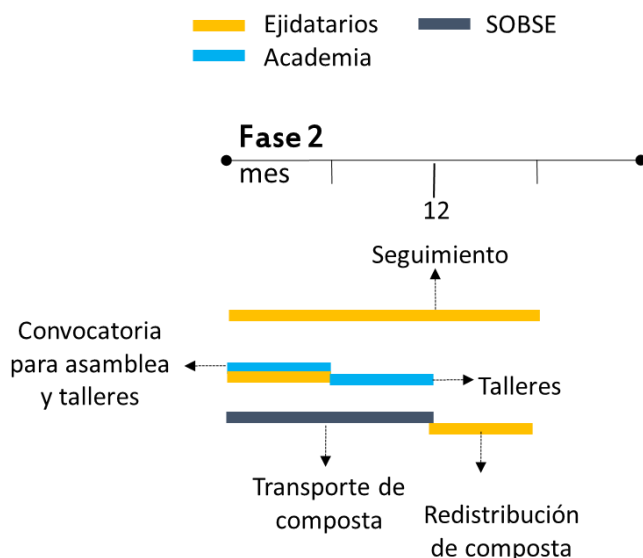 Ejidatarios
SOBSE
Academia
Fase 2
mes
12
Seguimiento
Convocatoria
para asamblea
y talleres
Talleres
Transporte de
composta
Redistribución
de composta